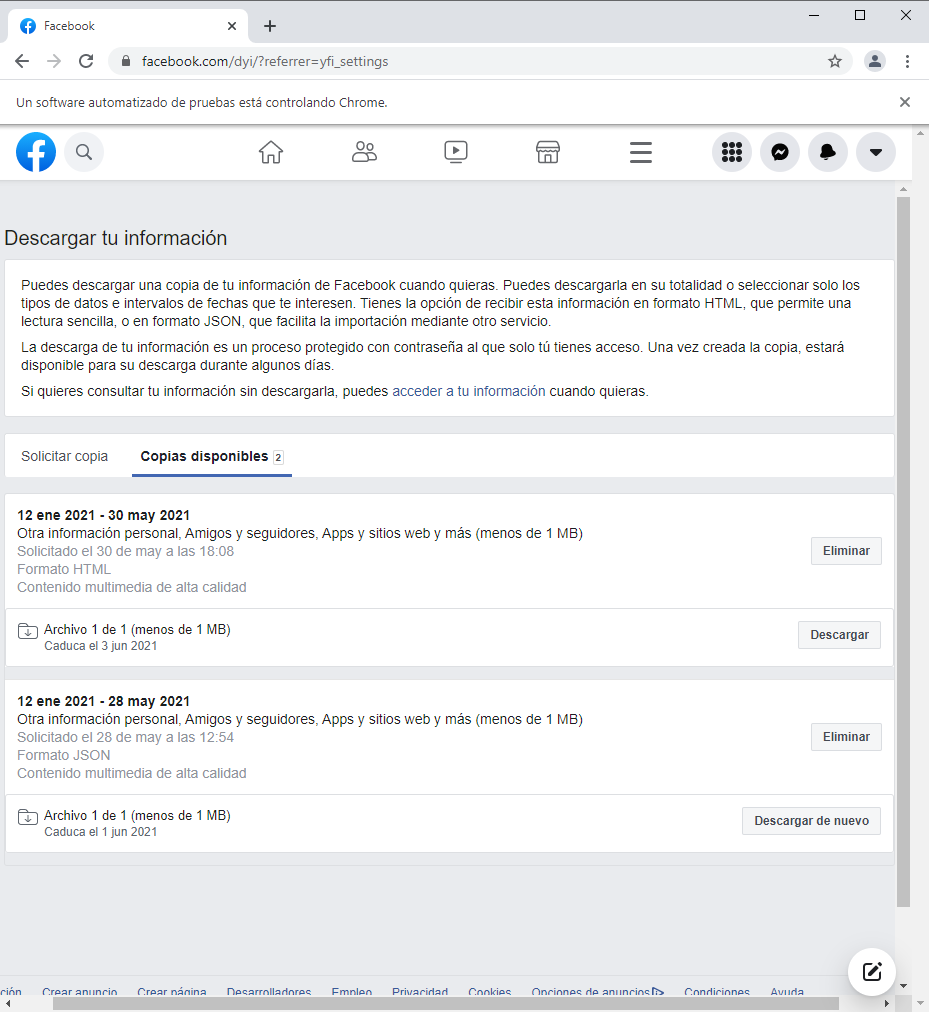 Facebook
facebook.com/dyi/?referrer=yfi_settings
Un software automatizado de pruebas está controlando Chrome.
Descargar tu información
Puedes descargar una copia de tu información de Facebook cuando quieras. Puedes descargarla en su totalidad o seleccionar solo los
tipos de datos e intervalos de fechas que te interesen. Tienes la opción de recibir esta información en formato HTML, que permite una
lectura sencilla, o en formato JSON, que facilita la importación mediante otro servicio.
La descarga de tu información es un proceso protegido con contraseña al que solo tú tienes acceso. Una vez creada la copia, estará
disponible para su descarga durante algunos días.
Si quieres consultar tu información sin descargarla, puedes acceder a tu información cuando quieras.
Solicitar copia Copias disponibles 2
12 ene 2021 - 30 may 2021
Otra información personal, Amigos y seguidores, Apps y sitios web y más (menos de 1 MB)
Solicitado el 30 de may a las 18:08
Eliminar
Formato HTML
Contenido multimedia de alta calidad
Archivo 1 de 1 (menos de 1 MB)
Descargar
Caduca el 3 jun 2021
12 ene 2021 - 28 may 2021
Otra información personal, Amigos y seguidores, Apps y sitios web y más (menos de 1 MB)
Solicitado el 28 de may a las 12:54
Eliminar
Formato JSON
Contenido multimedia de alta calidad
Archivo 1 de 1 (menos de 1 MB)
Descargar de nuevo
Caduca el 1 jun 2021
ción Crear anuncio Crear página Desarrolladores Empleo Privacidad Cookies Opciones de anuncios Condiciones Ayuda